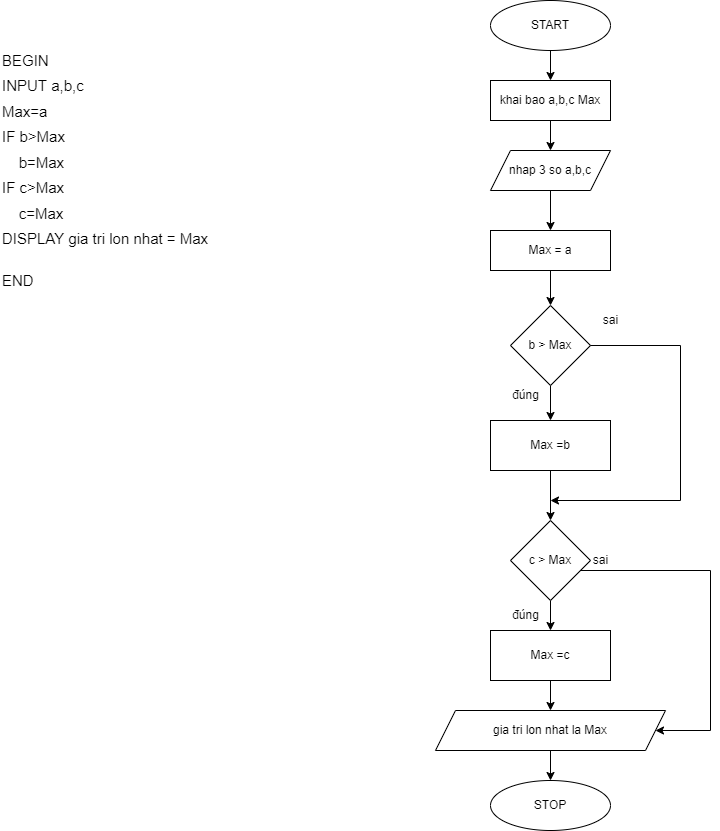 BEGIN
INPUT a,b,c
Max=a
IF b>Max
b=Max
IF c>Max
c=Max
DISPLAY gia tri lon nhat = Max
END
START
khai bao a,b,c Max
nhap 3 so a,b,c
Max = a
b > Max
sai
đúng
Max =b
c > Max
sai
đúng
Max =c
gia tri lon nhat la Max
STOP